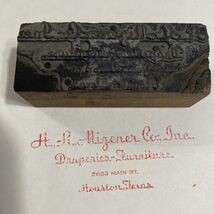 H.R. Mizener Co., Inc.
Draperies-Furniture
2603 MAIN ST.
Houston, Texas